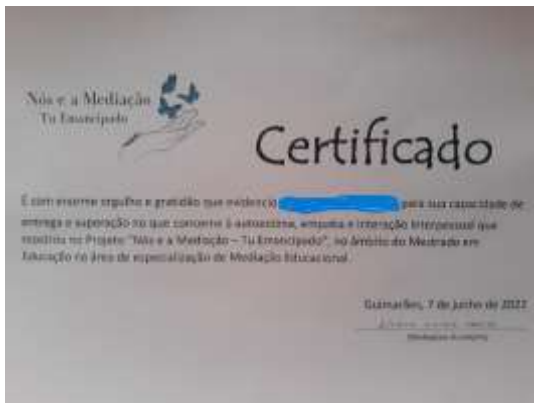 Nós e a Mediação
Tu Emancipado
Certificado
É com enorme orgulho e gratidão que evidencio para sua capacidade de
entrega e superação no que concerne à autoestima, empatia e interação interpessoal que
no Projeto "Nós e a Mediação – Tu Emancipado", no âmbito do Mestrado em
Educação na área de especialização de Mediação Educacional.
Guimarães, 7 de junho de 2022